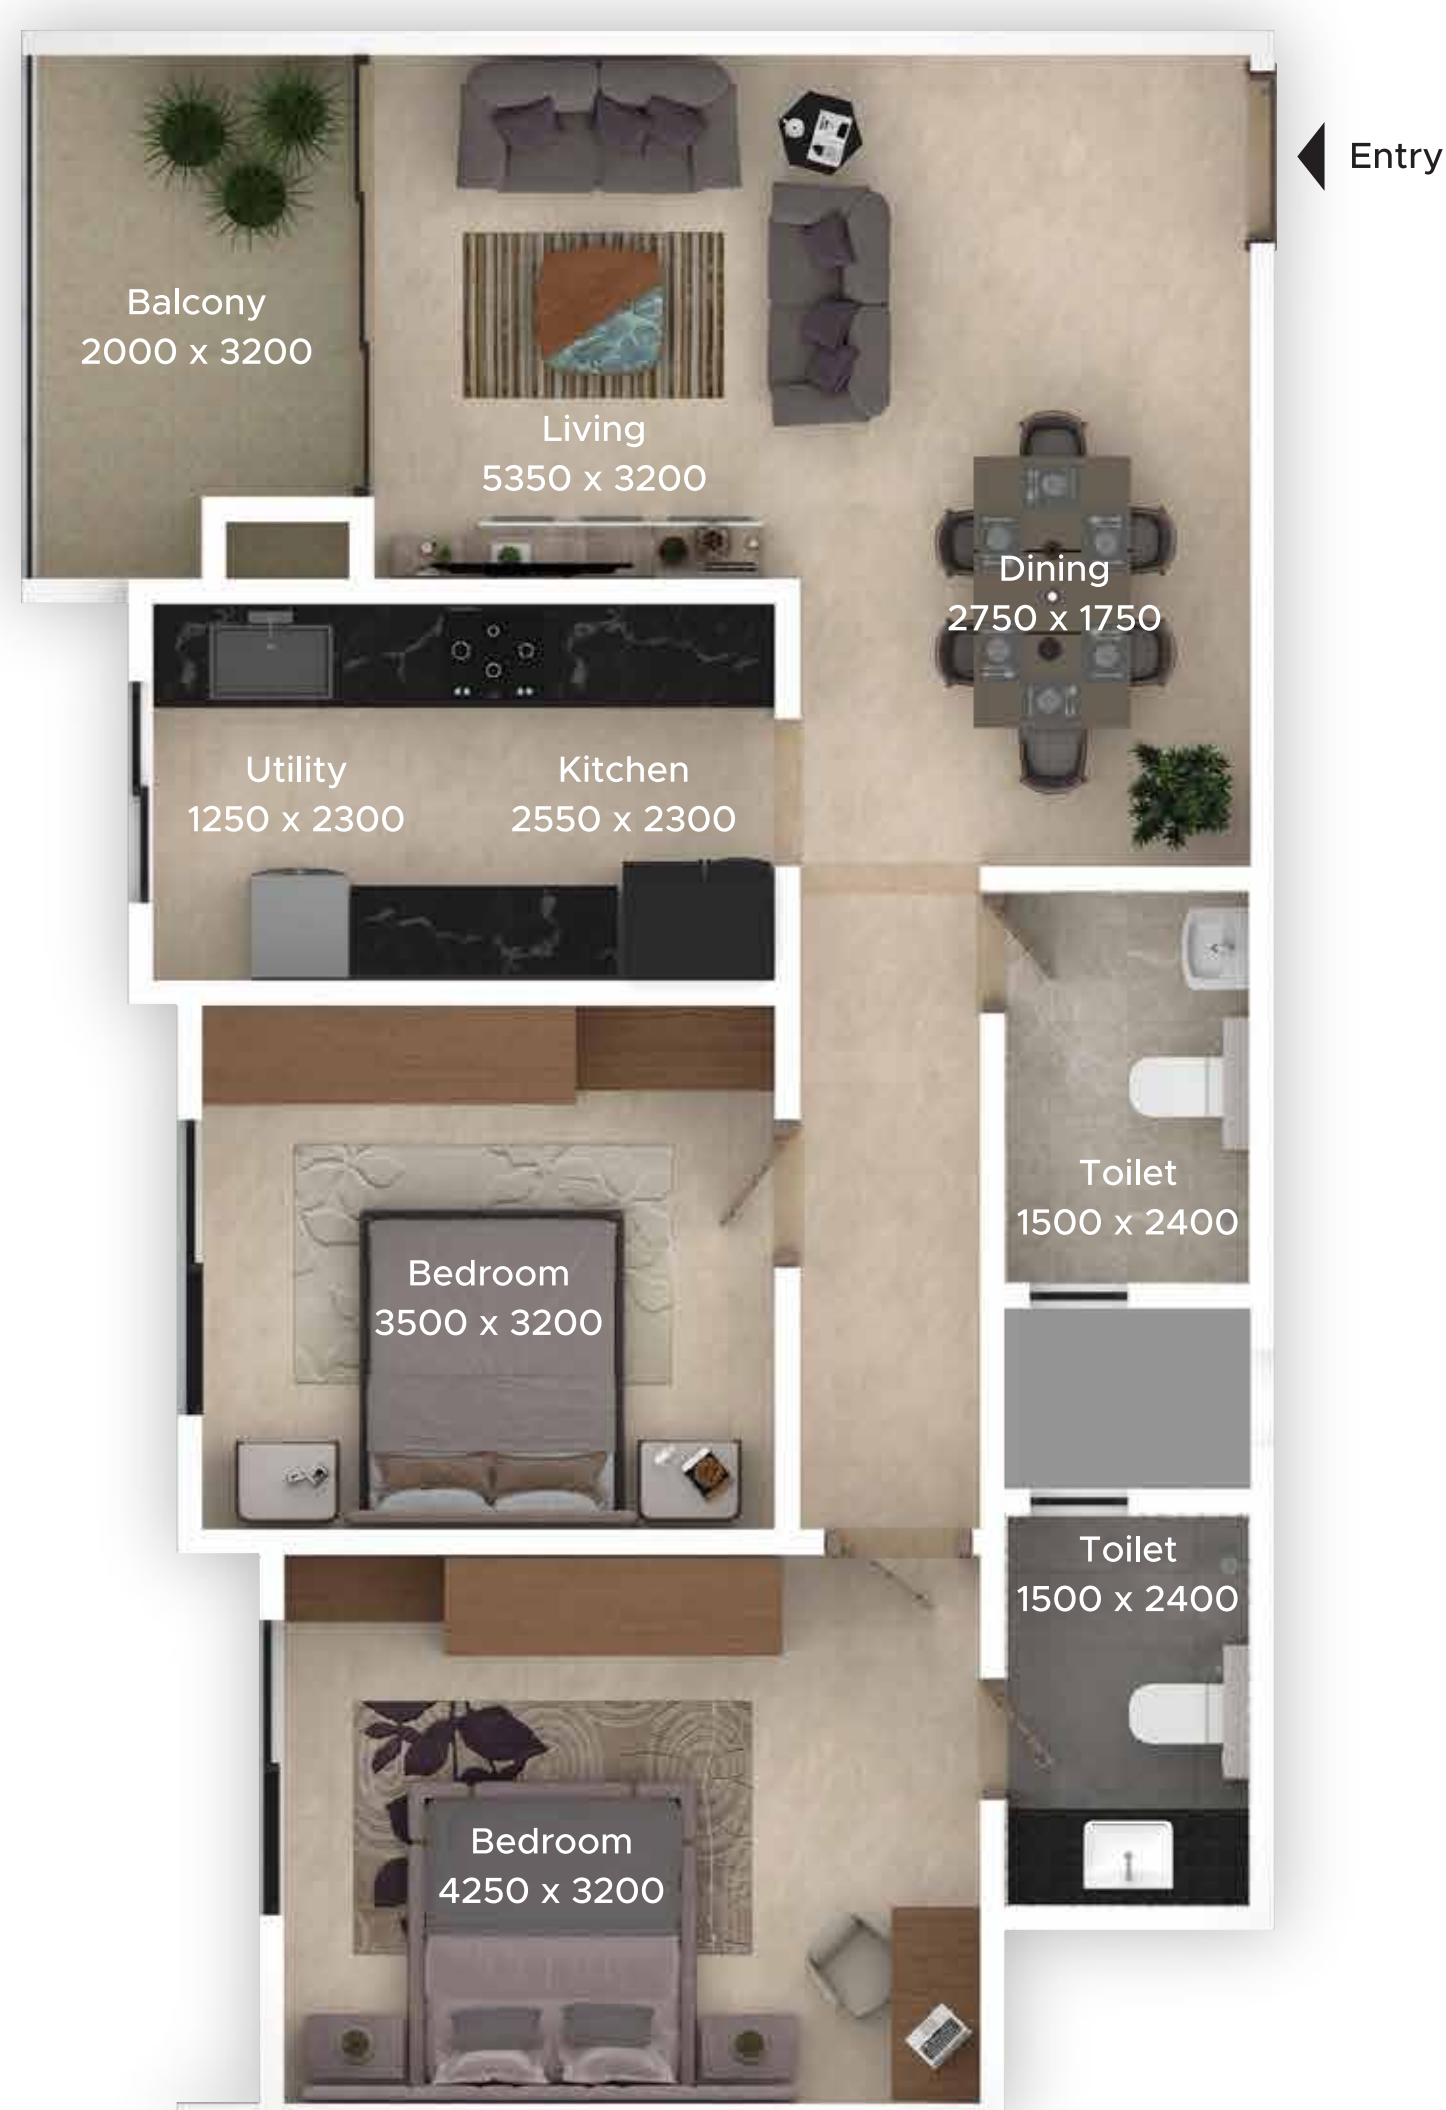 Entry
Balcony
2000 x 3200
Living
5350 x 3200
Dining
2750 x 1750
Utility
1250 x 2300
Kitchen
2550 x 2300
Toilet
1500 x 2400
Bedroom
3500 x 3200
Toilet
1500 x 2400
Bedroom
4250 x 3200